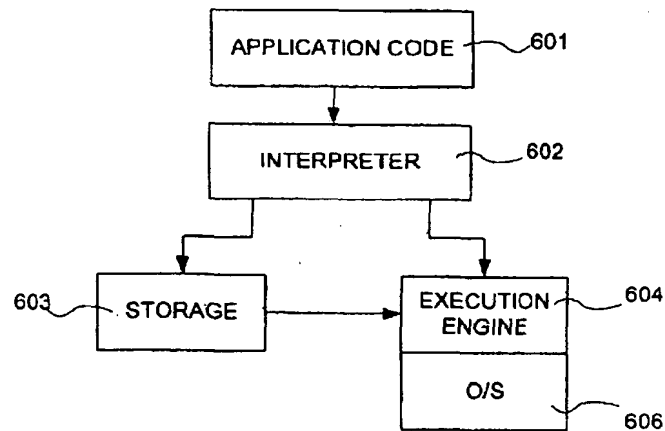 APPLICATION CODE
601
INTERPRETER
602
603
STORAGE
EXECUTION
ENGINE
604
O/S
606